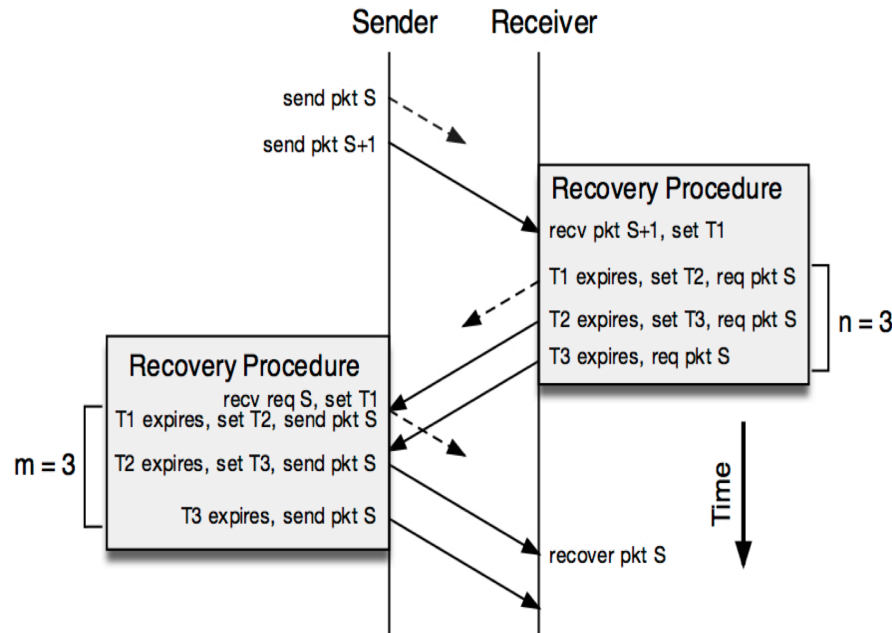 Sender
Receiver
send pkt S
send pkt S+1
Recovery Procedure
recv pkt S+1, set T1
T1 expires, set T2, req pkt S
T2 expires, set T3, req pkt S
T3 expires, req pkt S
n = 3
Recovery Procedure
recv req S, set T1
T1 expires, set T2, send pkt S
T2 expires, set T3, send pkt S
T3 expires, send pkt S
m = 3
Time
recover pkt S